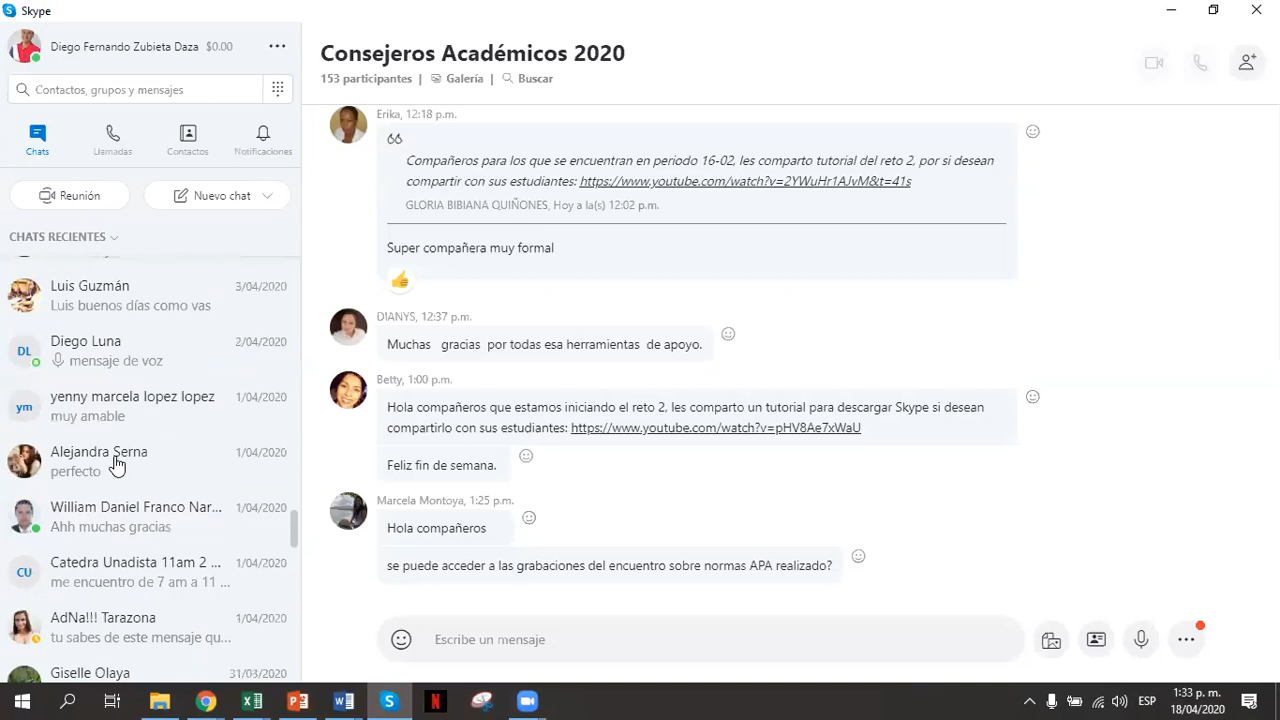 Skype
Diego Fernando Zubieta Daza $0.00
Contactos, grupos y mensajes
Chats
Llamadas
Contactos
Notificaciones
Reunión
Nuevo chat
CHATS RECIENTES
Luis Guzmán 3/04/2020
Luis buenos días como vas
DL
Diego Luna 2/04/2020
mensaje de voz
ym
yenny marcela lopez lopez 1/04/2020
muy amable
Alejandra Serna 1/04/2020
perfecto
William Daniel Franco Nar... 1/04/2020
Ahh muchas gracias
CU
Catedra Unadista 11am 2 ... 1/04/2020
me encuentro de 7 am a 11 ...
AdNa!!! Tarazona 1/04/2020
tu sabes de este mensaje qu...
Giselle Olaya 31/03/2020
Consejeros Académicos 2020
153 participantes | Galería | Buscar
Erika, 12:18 p.m.
Compañeros para los que se encuentran en periodo 16-02, les comparto tutorial del reto 2, por si desean
compartir con sus estudiantes: https://www.youtube.com/watch?v=2YWuHr1AJvM&t=41s
GLORIA BIBIANA QUIÑONES, Hoy a la(s) 12:02 p.m.
Super compañera muy formal
DIANYS, 12:37 p.m.
Muchas gracias por todas esa herramientas de apoyo.
Betty, 1:00 p.m.
Hola compañeros que estamos iniciando el reto 2, les comparto un tutorial para descargar Skype si desean
compartirlo con sus estudiantes: https://www.youtube.com/watch?v=pHV8Ae7xWaU
Feliz fin de semana.
Marcela Montoya, 1:25 p.m.
Hola compañeros
se puede acceder a las grabaciones del encuentro sobre normas APA realizado?
Escribe un mensaje
ESP
1:33 p. m.
18/04/2020